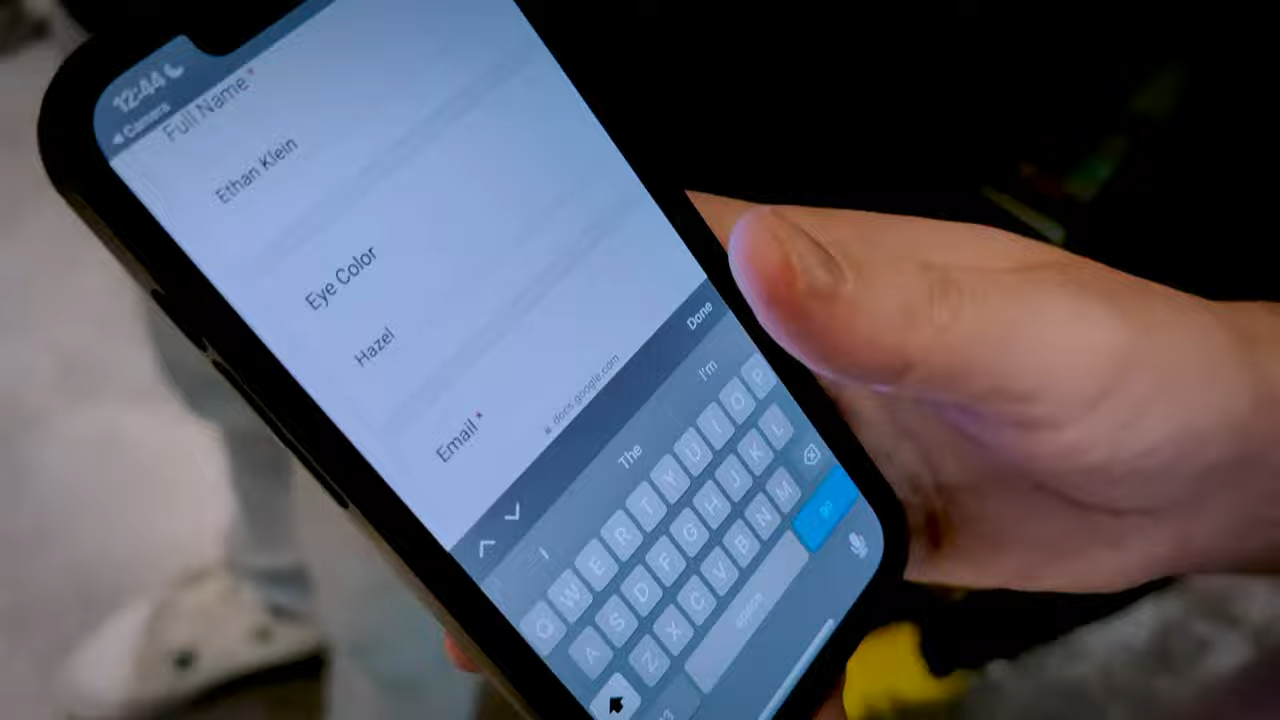 12:44
◀ Camera
Full Name *
Ethan Klein
Eye Color
Hazel
Email *
docs.google.com
Done
I The I'm
Q W E R T Y U I O P
A S D F G H J K L
Z X C V B N M
space go